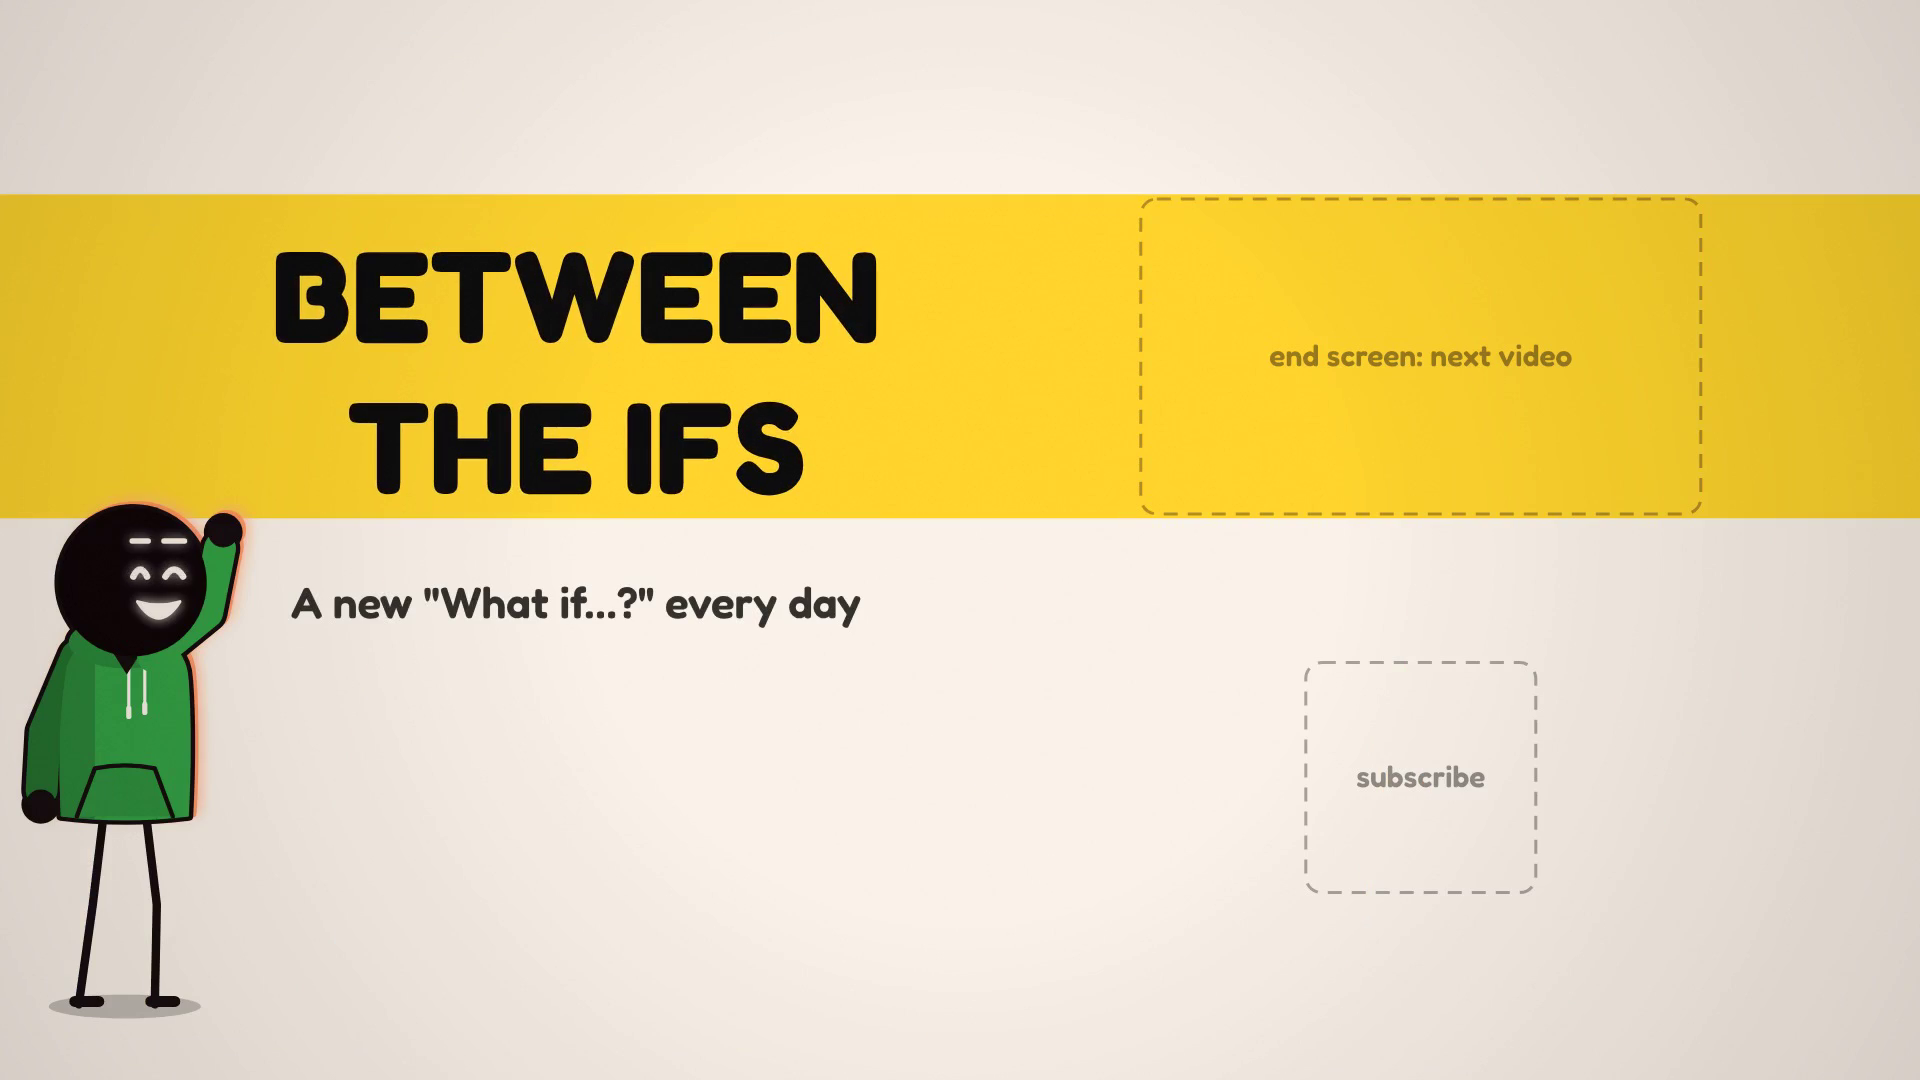 BETWEEN
THE IFS
end screen: next video
A new "What if...?" every day
subscribe